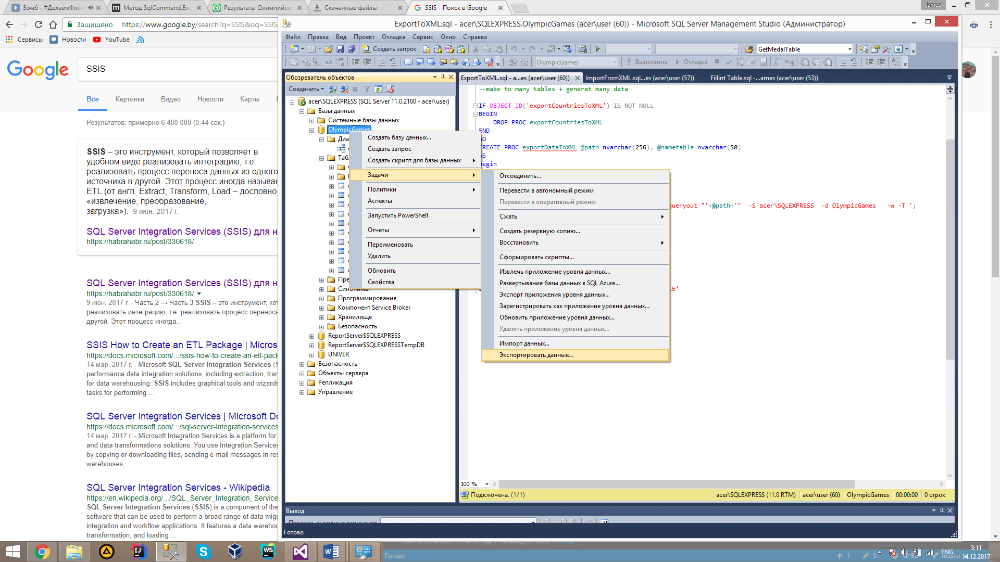 Зомб - #ДелаемФле
Метод SqlCommand.Exe
Результаты Олимпийски
Скачанные файлы
SSIS - Поиск в Google
James
Защищено
https://www.google.by/search?q=SSIS&oq=SSIS
Сервисы
Новости
YouTube
Google
SSIS
Все
Картинки
Видео
Новости
Карты
Результатов: примерно 6 400 000 (0,44 сек.)
SSIS – это инструмент, который позволяет в
удобном виде реализовать интеграцию, т.е.
реализовать процесс переноса данных из одного
источника в другой. Этот процесс иногда называю
ETL (от англ. Extract, Transform, Load – дословно
«извлечение, преобразование,
загрузка»). 9 июн. 2017 г.
SQL Server Integration Services (SSIS) для н
https://habrahabr.ru/post/330618/
SQL Server Integration Services (SSIS) для н
https://habrahabr.ru/post/330618/
9 июн. 2017 г. - Часть 2 → Часть 3 SSIS – это инструмент, кот
реализовать интеграцию, т.е. реализовать процесс переноса
другой. Этот процесс иногда...
SSIS How to Create an ETL Package | Micros
https://docs.microsoft.com/.../ssis-how-to-create-an-etl-pack
14 мар. 2017 г. - Microsoft SQL Server Integration Services (S
performance data integration solutions, including extraction, tran
for data warehousing. SSIS includes graphical tools and wizards
tasks for performing ...
SQL Server Integration Services | Microsoft Do
https://docs.microsoft.com/.../sql-server-integration-services
14 мар. 2017 г. - Microsoft Integration Services is a platform for
and data transformations solutions. You use Integration Services
by copying or downloading files, sending e-mail messages in res
warehouses, ...
SQL Server Integration Services - Wikipedia
https://en.wikipedia.org/.../SQL_Server_Integration_Service
SQL Server Integration Services (SSIS) is a component of the
software that can be used to perform a broad range of data mig
integration and workflow applications. It features a data warehou
transformation, and loading ...
ExportToXML.sql - acer\SQLEXPRESS.OlympicGames (acer\user (60)) - Microsoft SQL Server Management Studio (Администратор)
Файл Правка Вид Проект Отладка Сервис Окно Справка
Создать запрос
GetMedalTable
OlympicGames
Выполнить
Отладка
Обозреватель объектов
Соединить
acer\SQLEXPRESS (SQL Server 11.0.2100 - acer\user)
Базы данных
Системные базы данных
OlympicGames
Диа
Табл
Пре
Синонимы
Программирование
Компонент Service Broker
Хранилище
Безопасность
ReportServer$SQLEXPRESS
ReportServer$SQLEXPRESSTempDB
UNIVER
Безопасность
Объекты сервера
Репликация
Управление
Создать базу данных...
Создать запрос
Создать скрипт для базы данных
Задачи
Политики
Аспекты
Запустить PowerShell
Отчеты
Переименовать
Удалить
Обновить
Свойства
Отсоединить...
Перевести в автономный режим
Перевести в оперативный режим
Сжать
Создать резервную копию...
Восстановить
Сформировать скрипты...
Извлечь приложение уровня данных...
Развертывание базы данных в SQL Azure...
Экспорт приложения уровня данных...
Зарегистрировать как приложение уровня данных...
Обновить приложение уровня данных...
Удалить приложение уровня данных...
Импорт данных...
Экспортировать данные...
ExportToXML.sql - a...es (acer\user (60))
ImportFromXML.sql...es (acer\user (57))
Fillint Table.sql -...ames (acer\user (53))
--make to many tables + generat many data
IF OBJECT_ID('exportCountriesToXML') IS NOT NULL
BEGIN
DROP PROC exportCountriesToXML
END
GO
CREATE PROC exportDataToXML @path nvarchar(256), @nametable nvarchar(50)
AS
begin
queryout "'+@path+'" -S acer\SQLEXPRESS -d OlympicGames -w -T ';
LE'
100 %
Подключена. (1/1)
acer\SQLEXPRESS (11.0 RTM)
acer\user (60)
OlympicGames
00:00:00
0 строк
Вывод
Показать выходные данные от:
Готово
Готово
1
31
master
ENG
3:11
14.12.2017